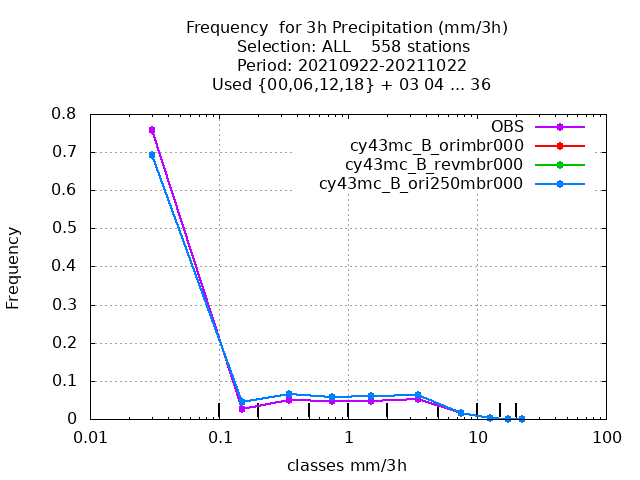 Frequency  for 3h Precipitation (mm/3h)
Selection: ALL    558 stations
Period: 20210922-20211022
Used {00,06,12,18} + 03 04 ... 36
OBS
cy43mc_B_orimbr000
cy43mc_B_revmbr000
cy43mc_B_ori250mbr000
0.8
0.7
0.6
0.5
0.4
0.3
0.2
0.1
0
Frequency
0.01 0.1 1 10 100
classes mm/3h